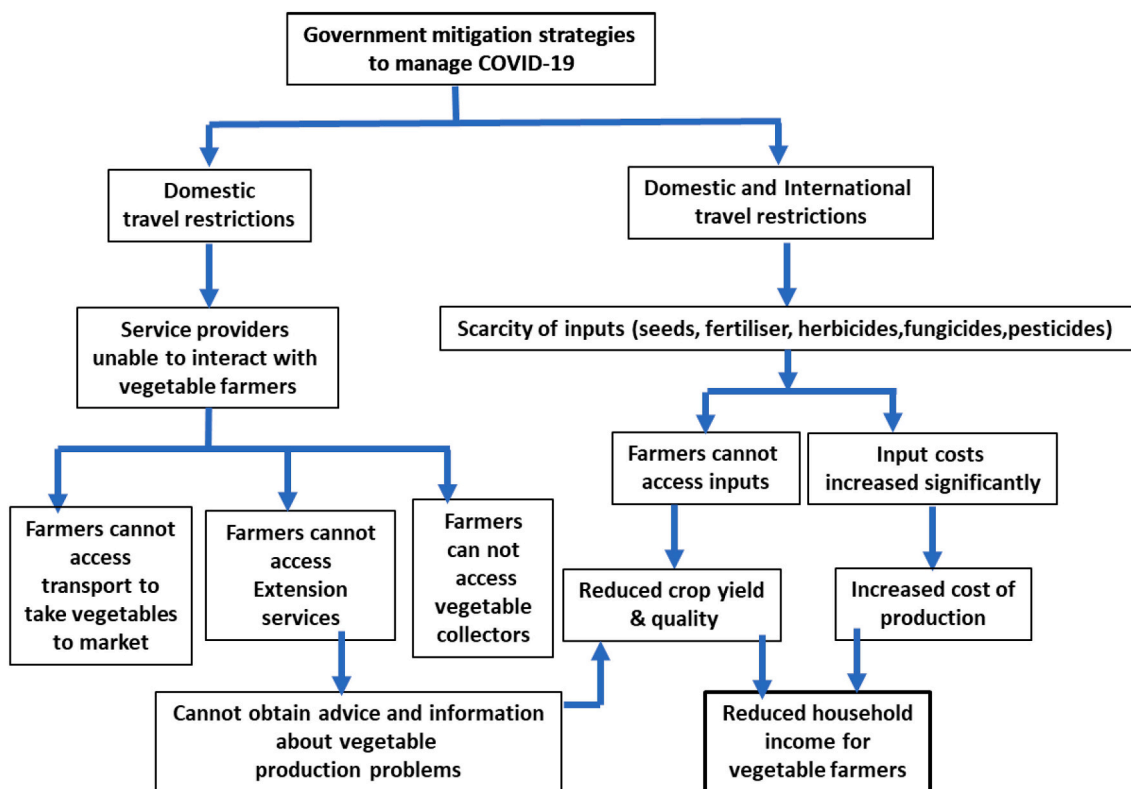 Government mitigation strategies
to manage COVID-19
Domestic
travel restrictions
Domestic and International
travel restrictions
Service providers
unable to interact with
vegetable farmers
Scarcity of inputs (seeds, fertiliser, herbicides,fungicides,pesticides)
Farmers cannot
access inputs
Input costs
increased significantly
Farmers cannot
access
transport to
take vegetables
to market
Farmers cannot
access
Extension
services
Farmers
can not
access
vegetable
collectors
Reduced crop yield
& quality
Increased cost of
production
Cannot obtain advice and information
about vegetable
production problems
Reduced household
income for
vegetable farmers